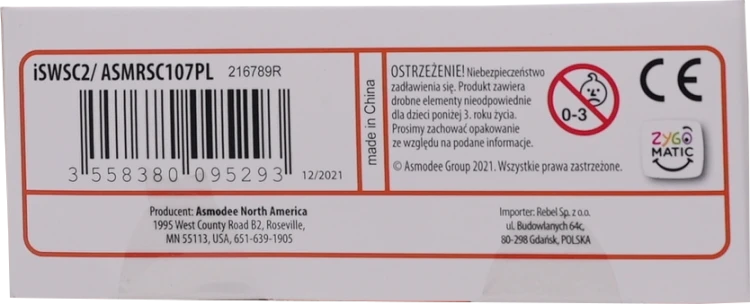 iSWSC2/ ASMRSC107PL 216789R
3 558380 095293 12/2021
made in China
OSTRZEŻENIE! Niebezpieczeństwo
zadławienia się. Produkt zawiera
drobne elementy nieodpowiednie
dla dzieci poniżej 3. roku życia.
Prosimy zachować opakowanie
ze względu na podane informacje.
© Asmodee Group 2021. Wszystkie prawa zastrzeżone.
0-3
CE
ZYGO
MATIC
Producent: Asmodee North America
1995 West County Road B2, Roseville,
MN 55113, USA, 651-639-1905
Importer: Rebel Sp. z o.o.
ul. Budowlanych 64c,
80-298 Gdańsk, POLSKA